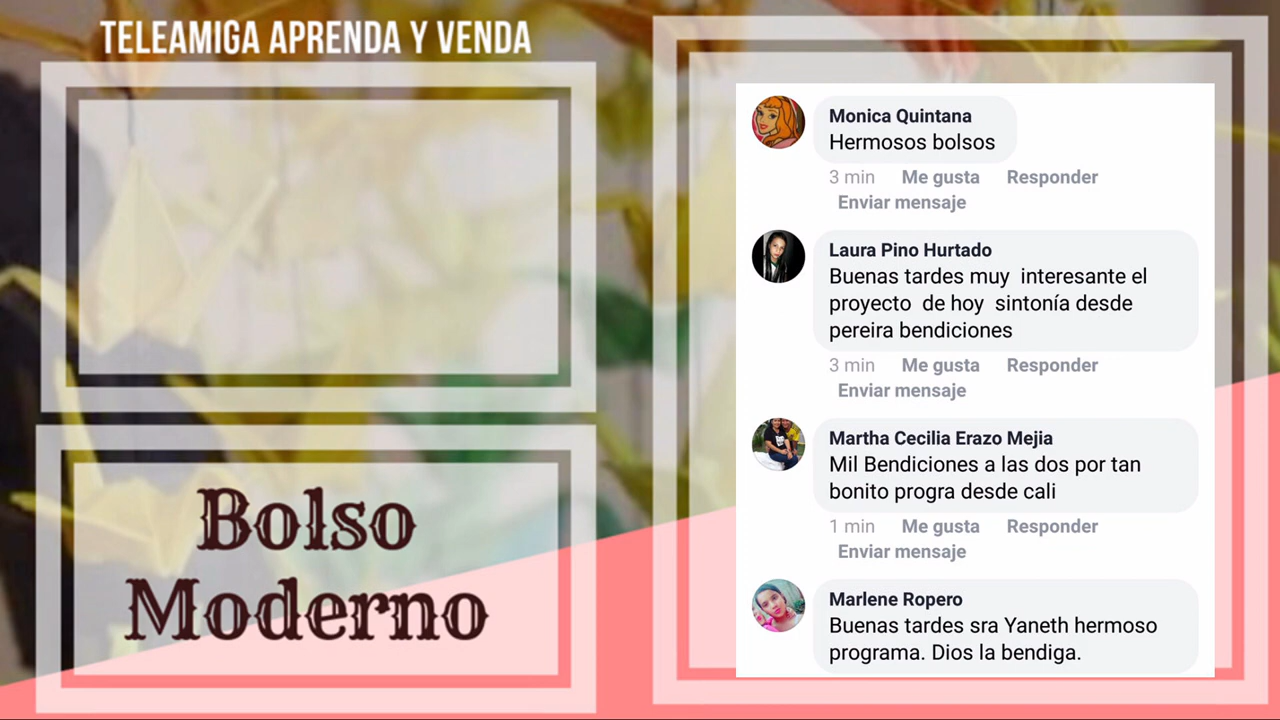 TELEAMIGA APRENDA Y VENDA
Bolso
Moderno
Monica Quintana
Hermosos bolsos
3 min Me gusta Responder
Enviar mensaje
Laura Pino Hurtado
Buenas tardes muy interesante el
proyecto de hoy sintonía desde
pereira bendiciones
3 min Me gusta Responder
Enviar mensaje
Martha Cecilia Erazo Mejia
Mil Bendiciones a las dos por tan
bonito progra desde cali
1 min Me gusta Responder
Enviar mensaje
Marlene Ropero
Buenas tardes sra Yaneth hermoso
programa. Dios la bendiga.